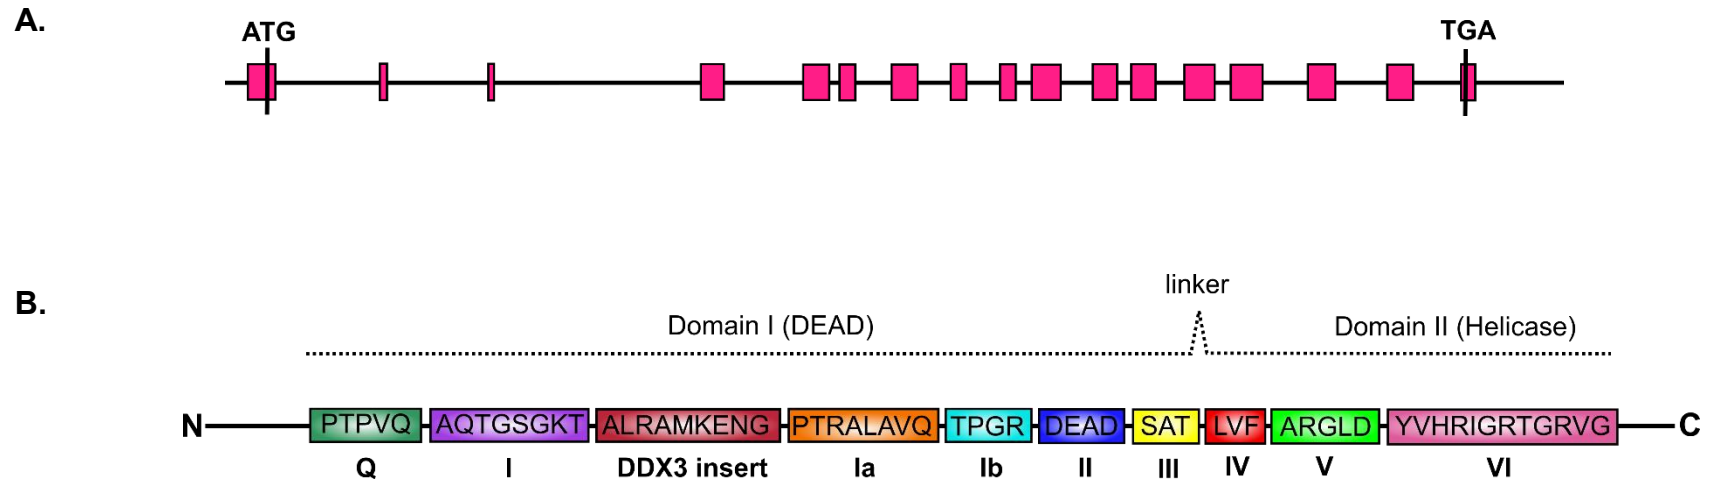 A.
ATG
TGA
B.
linker
Domain I (DEAD)
Domain II (Helicase)
N
PTPVQ AQTGSGKT ALRAMKENG PTRALAVQ TPGR DEAD SAT LVF ARGLD YVHRIGRTGRVG
C
Q I DDX3 insert Ia Ib II III IV V VI